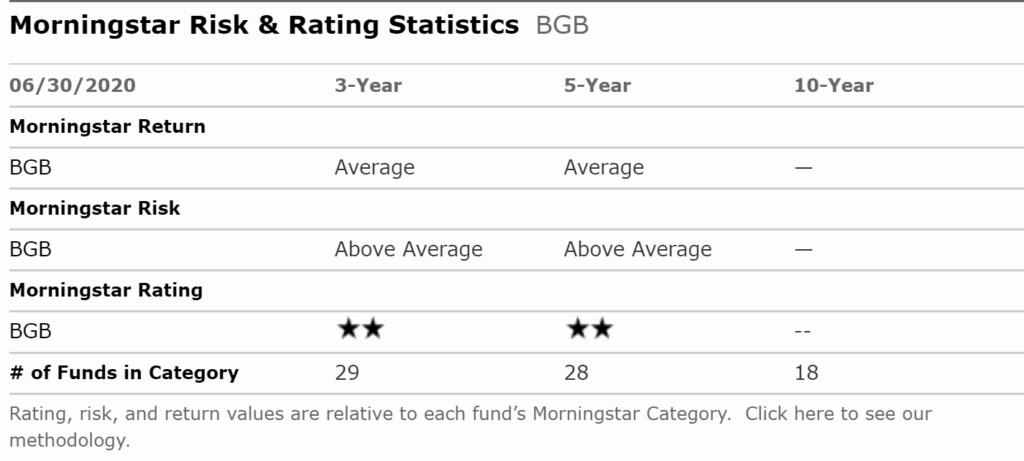 Morningstar Risk & Rating Statistics BGB
06/30/2020 3-Year 5-Year 10-Year
Morningstar Return
BGB Average Average —
Morningstar Risk
BGB Above Average Above Average —
Morningstar Rating
BGB ★★ ★★ --
# of Funds in Category 29 28 18
Rating, risk, and return values are relative to each fund’s Morningstar Category. Click here to see our
methodology.